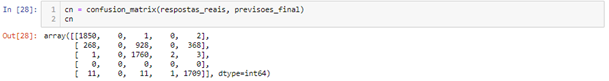 In [28]: 1 cn = confusion_matrix(respostas_reais, previsoes_final)
2 cn
Out[28]: array([[1850, 0, 1, 0, 2],
[ 268, 0, 928, 0, 368],
[ 1, 0, 1760, 2, 3],
[ 0, 0, 0, 0, 0],
[ 11, 0, 11, 1, 1709]], dtype=int64)